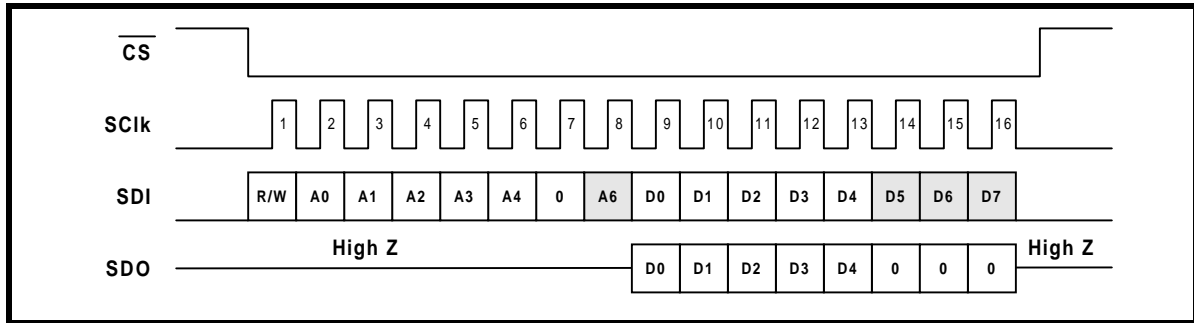 CS
SClk 1 2 3 4 5 6 7 8 9 10 11 12 13 14 15 16
SDI R/W A0 A1 A2 A3 A4 0 A6 D0 D1 D2 D3 D4 D5 D6 D7
High Z High Z
SDO D0 D1 D2 D3 D4 0 0 0